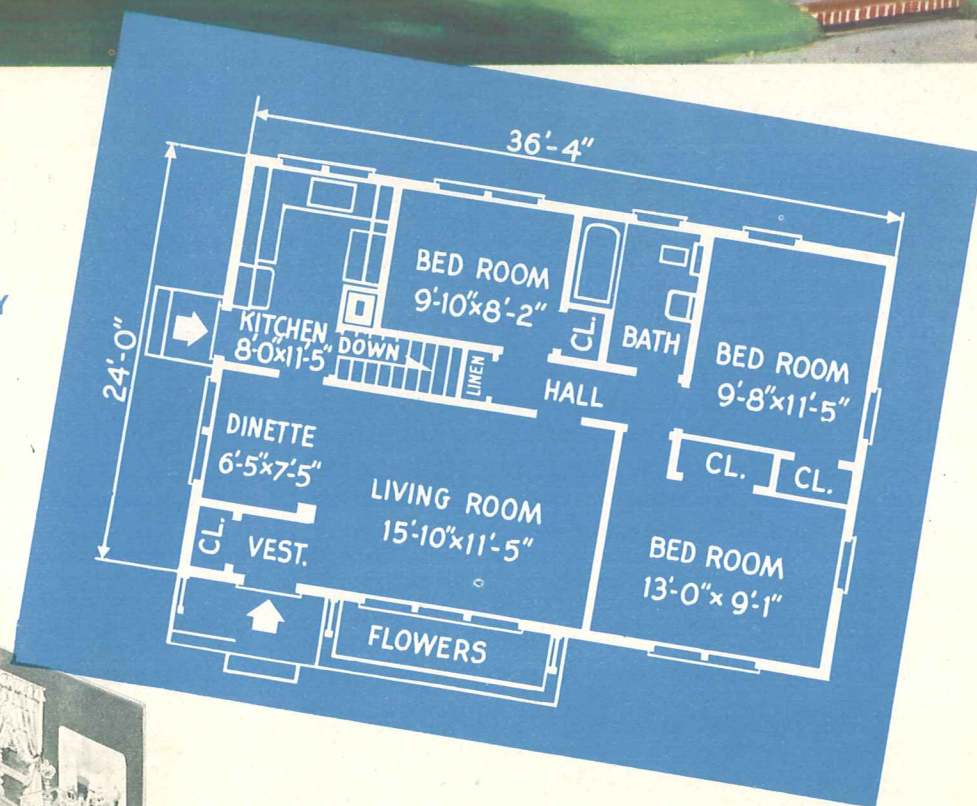 36'-4"
24'-0"
Y
BED ROOM
9'-10"x8'-2"
KITCHEN
8'-0"x11'-5"
DOWN
LINEN
CL.
BATH
BED ROOM
9'-8"x11'-5"
HALL
DINETTE
6'-5"x7'-5"
LIVING ROOM
15'-10"x11'-5"
CL.
CL.
CL.
VEST.
BED ROOM
13'-0"x 9'-1"
FLOWERS